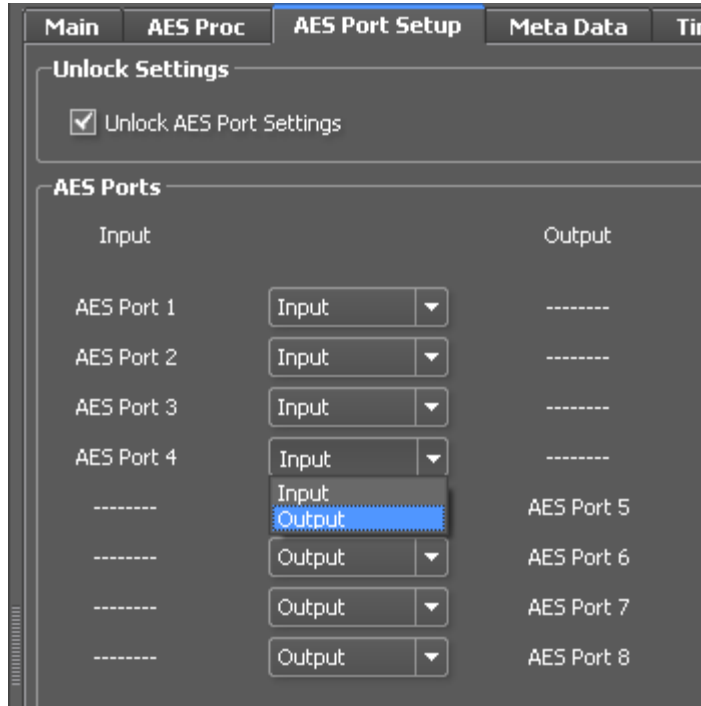 Main AES Proc AES Port Setup Meta Data
Unlock Settings
Unlock AES Port Settings
AES Ports
Input Output
AES Port 1 Input --------
AES Port 2 Input --------
AES Port 3 Input --------
AES Port 4 Input --------
Input
Output
-------- AES Port 5
-------- Output AES Port 6
-------- Output AES Port 7
-------- Output AES Port 8